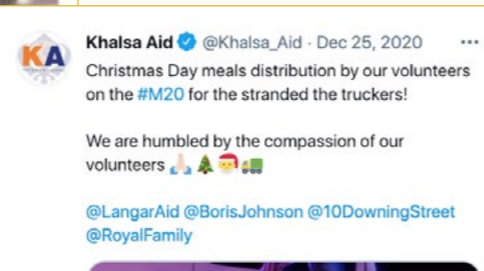 KA
Khalsa Aid @Khalsa_Aid · Dec 25, 2020
Christmas Day meals distribution by our volunteers
on the #M20 for the stranded the truckers!
We are humbled by the compassion of our
volunteers 🙏🏻🎄🎅🚛
@LangarAid @BorisJohnson @10DowningStreet
@RoyalFamily